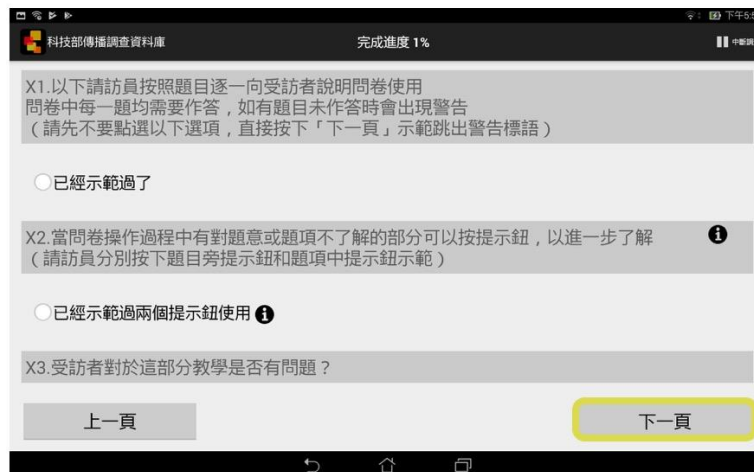 下午5:5
科技部傳播調查資料庫
完成進度 1%
中斷調
X1.以下請訪員按照題目逐一向受訪者說明問卷使用
問卷中每一題均需要作答，如有題目未作答時會出現警告
（請先不要點選以下選項，直接按下「下一頁」示範跳出警告標語）
已經示範過了
X2.當問卷操作過程中有對題意或題項不了解的部分可以按提示鈕，以進一步了解
（請訪員分別按下題目旁提示鈕和題項中提示鈕示範）
已經示範過兩個提示鈕使用
X3.受訪者對於這部分教學是否有問題？
上一頁
下一頁